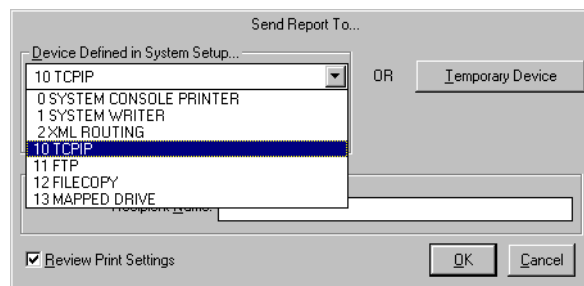 Send Report To...
Device Defined in System Setup...
10 TCPIP
OR
Temporary Device
0 SYSTEM CONSOLE PRINTER
1 SYSTEM WRITER
2 XML ROUTING
10 TCPIP
11 FTP
12 FILECOPY
13 MAPPED DRIVE
Recipient Name:
Review Print Settings
OK
Cancel